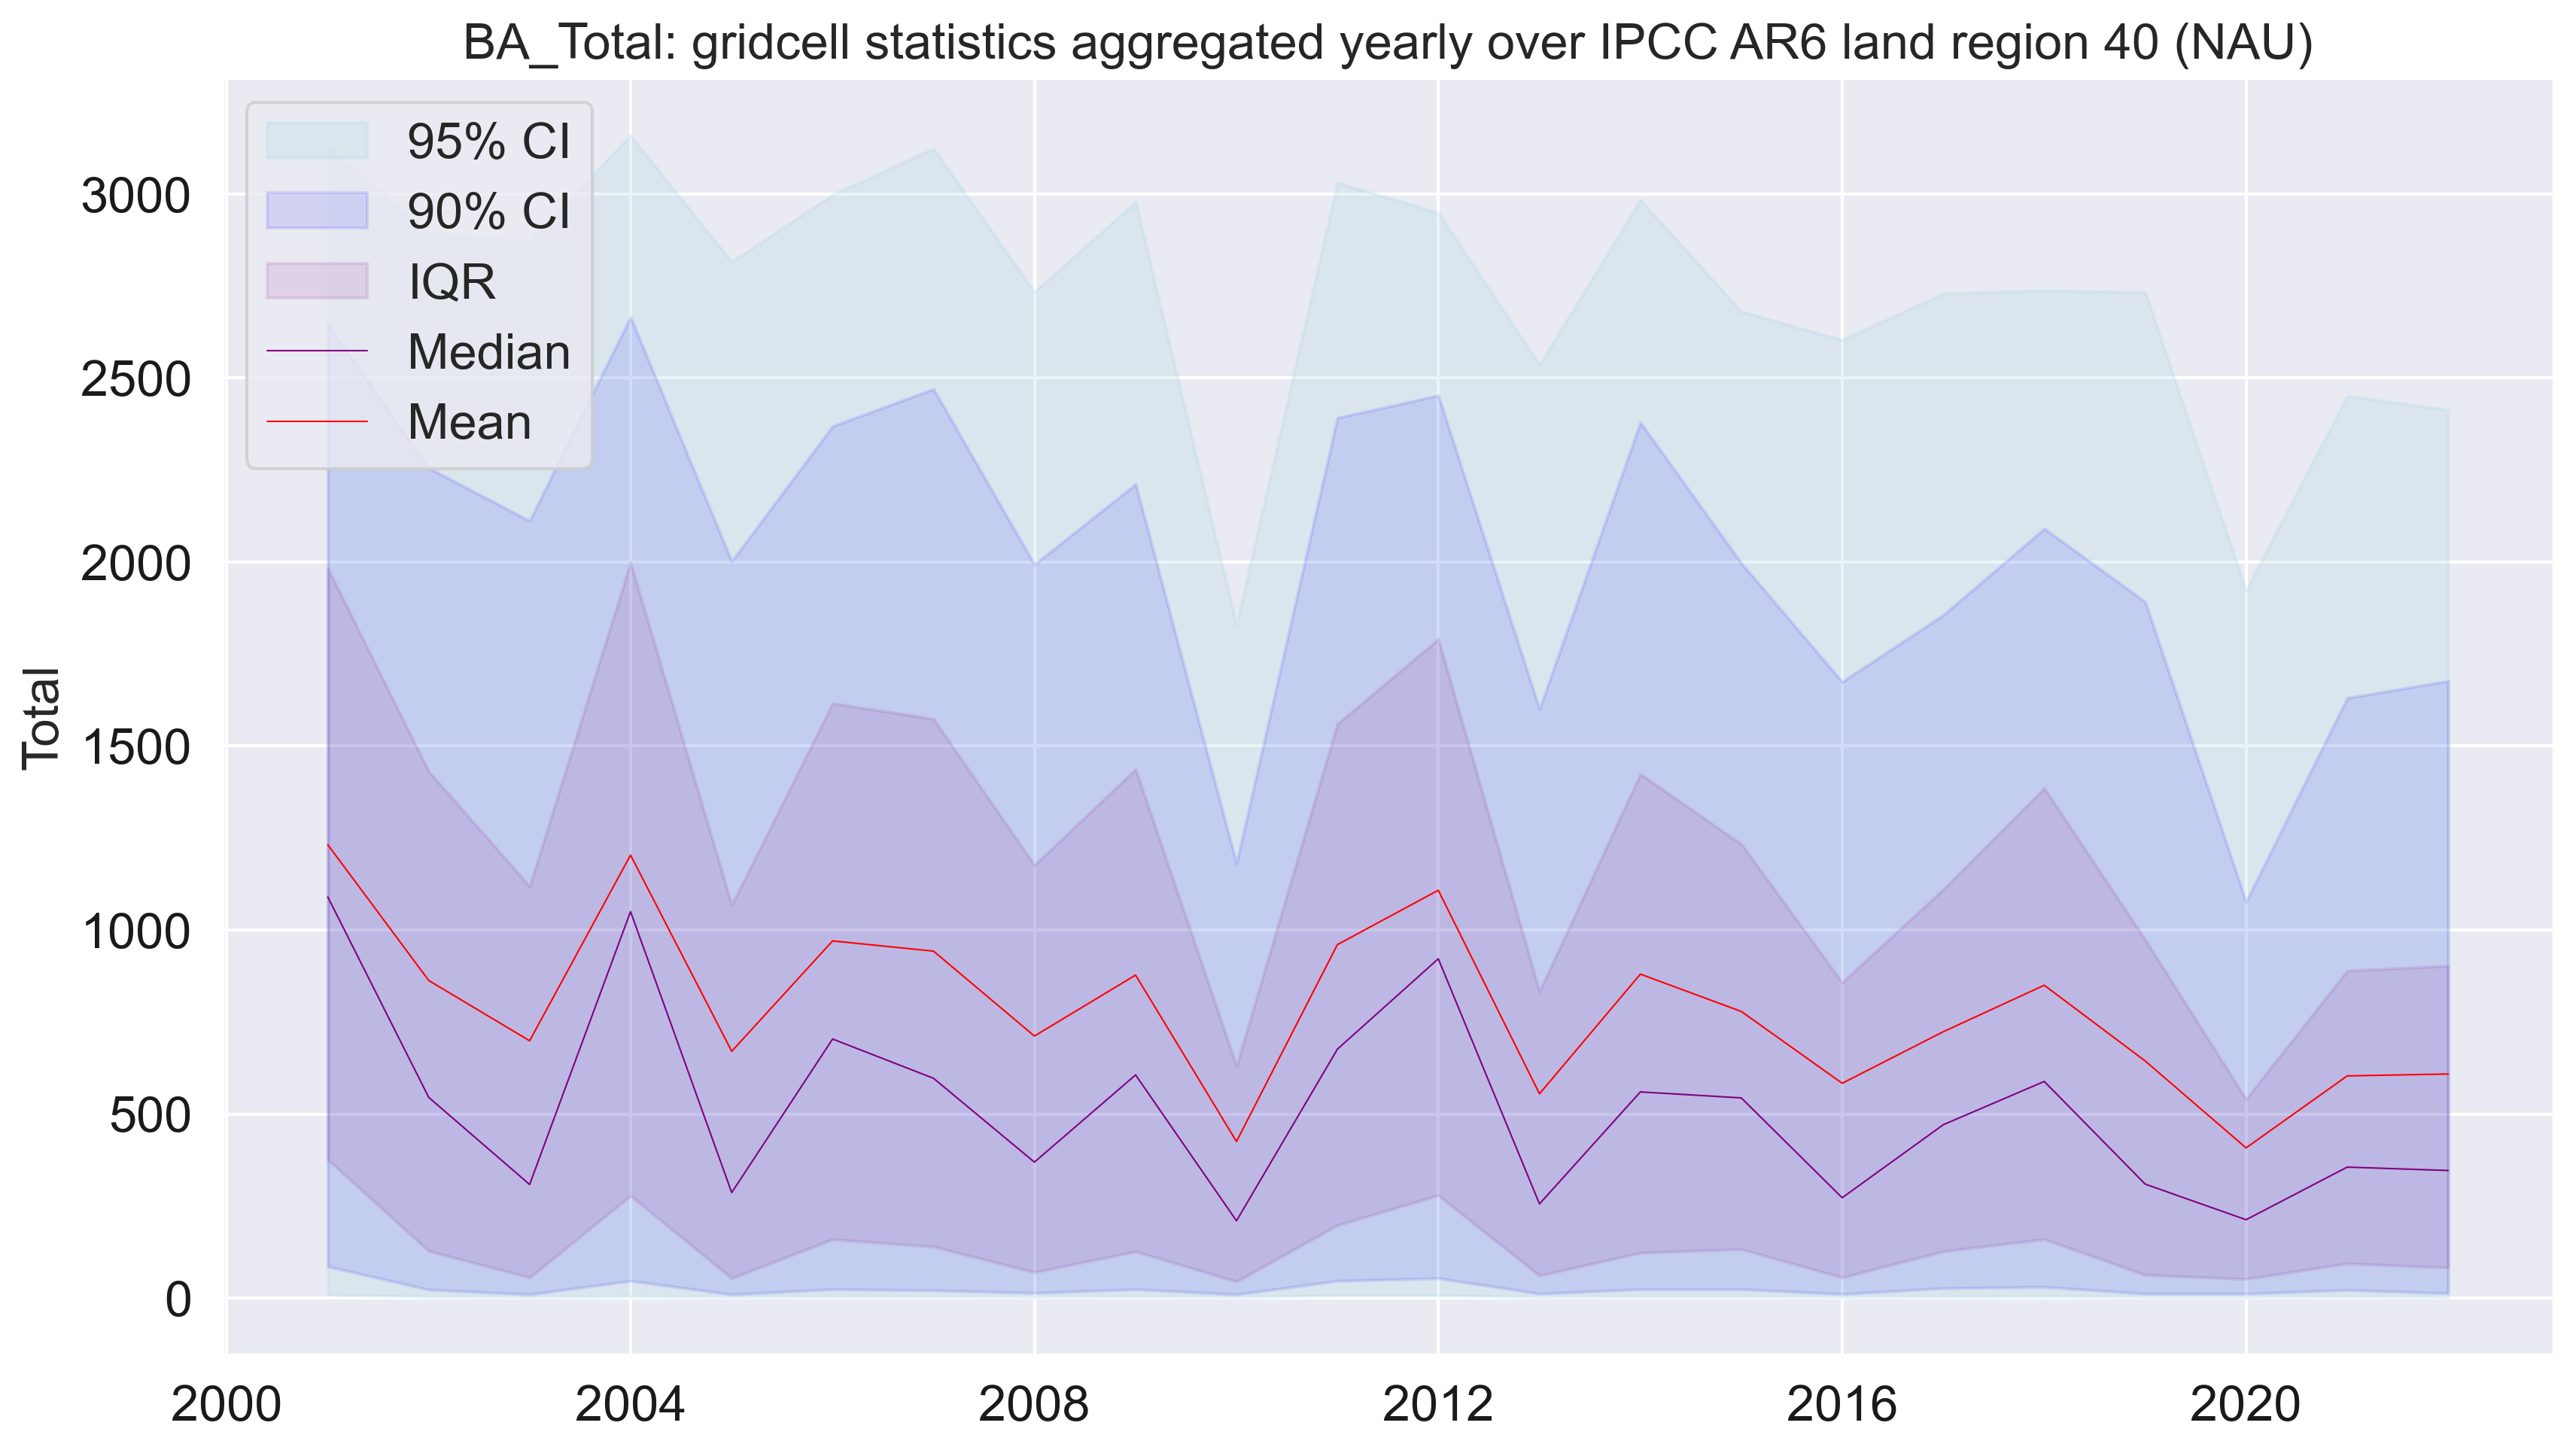 BA_Total: gridcell statistics aggregated yearly over IPCC AR6 land region 40 (NAU)
95% CI
90% CI
IQR
Median
Mean
Total
3000
2500
2000
1500
1000
500
0
2000 2004 2008 2012 2016 2020